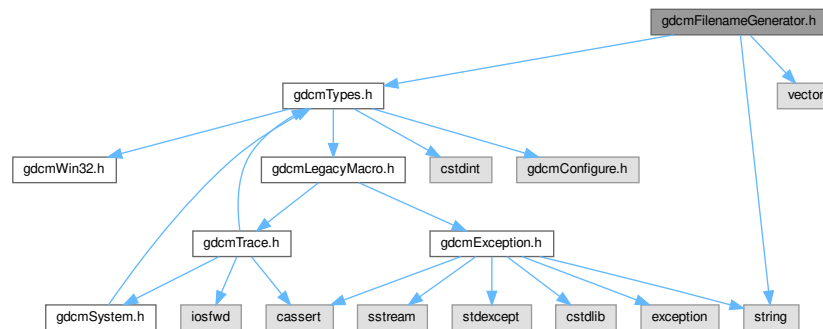 gdcmFilenameGenerator.h
gdcmTypes.h
vector
gdcmWin32.h
gdcmLegacyMacro.h
cstdint
gdcmConfigure.h
gdcmTrace.h
gdcmException.h
gdcmSystem.h
iosfwd
cassert
sstream
stdexcept
cstdlib
exception
string